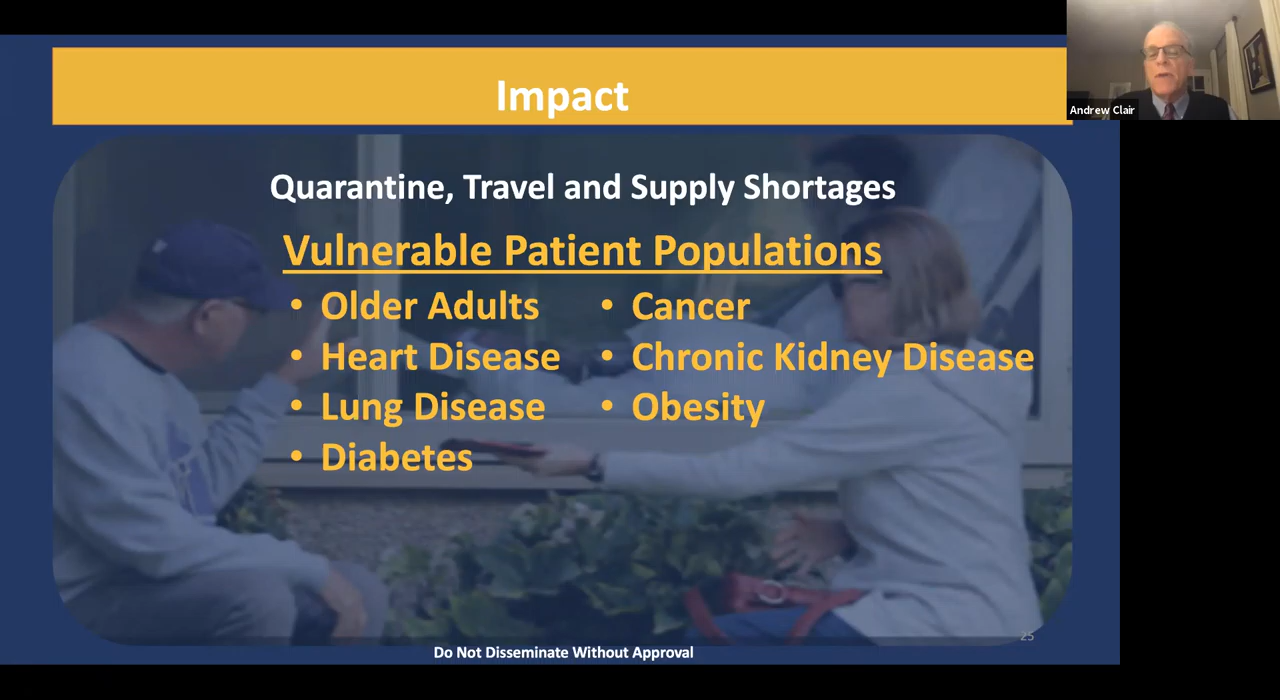 Impact
Andrew Clair
Quarantine, Travel and Supply Shortages
Vulnerable Patient Populations
• Older Adults
• Heart Disease
• Lung Disease
• Diabetes
• Cancer
• Chronic Kidney Disease
• Obesity
25
Do Not Disseminate Without Approval